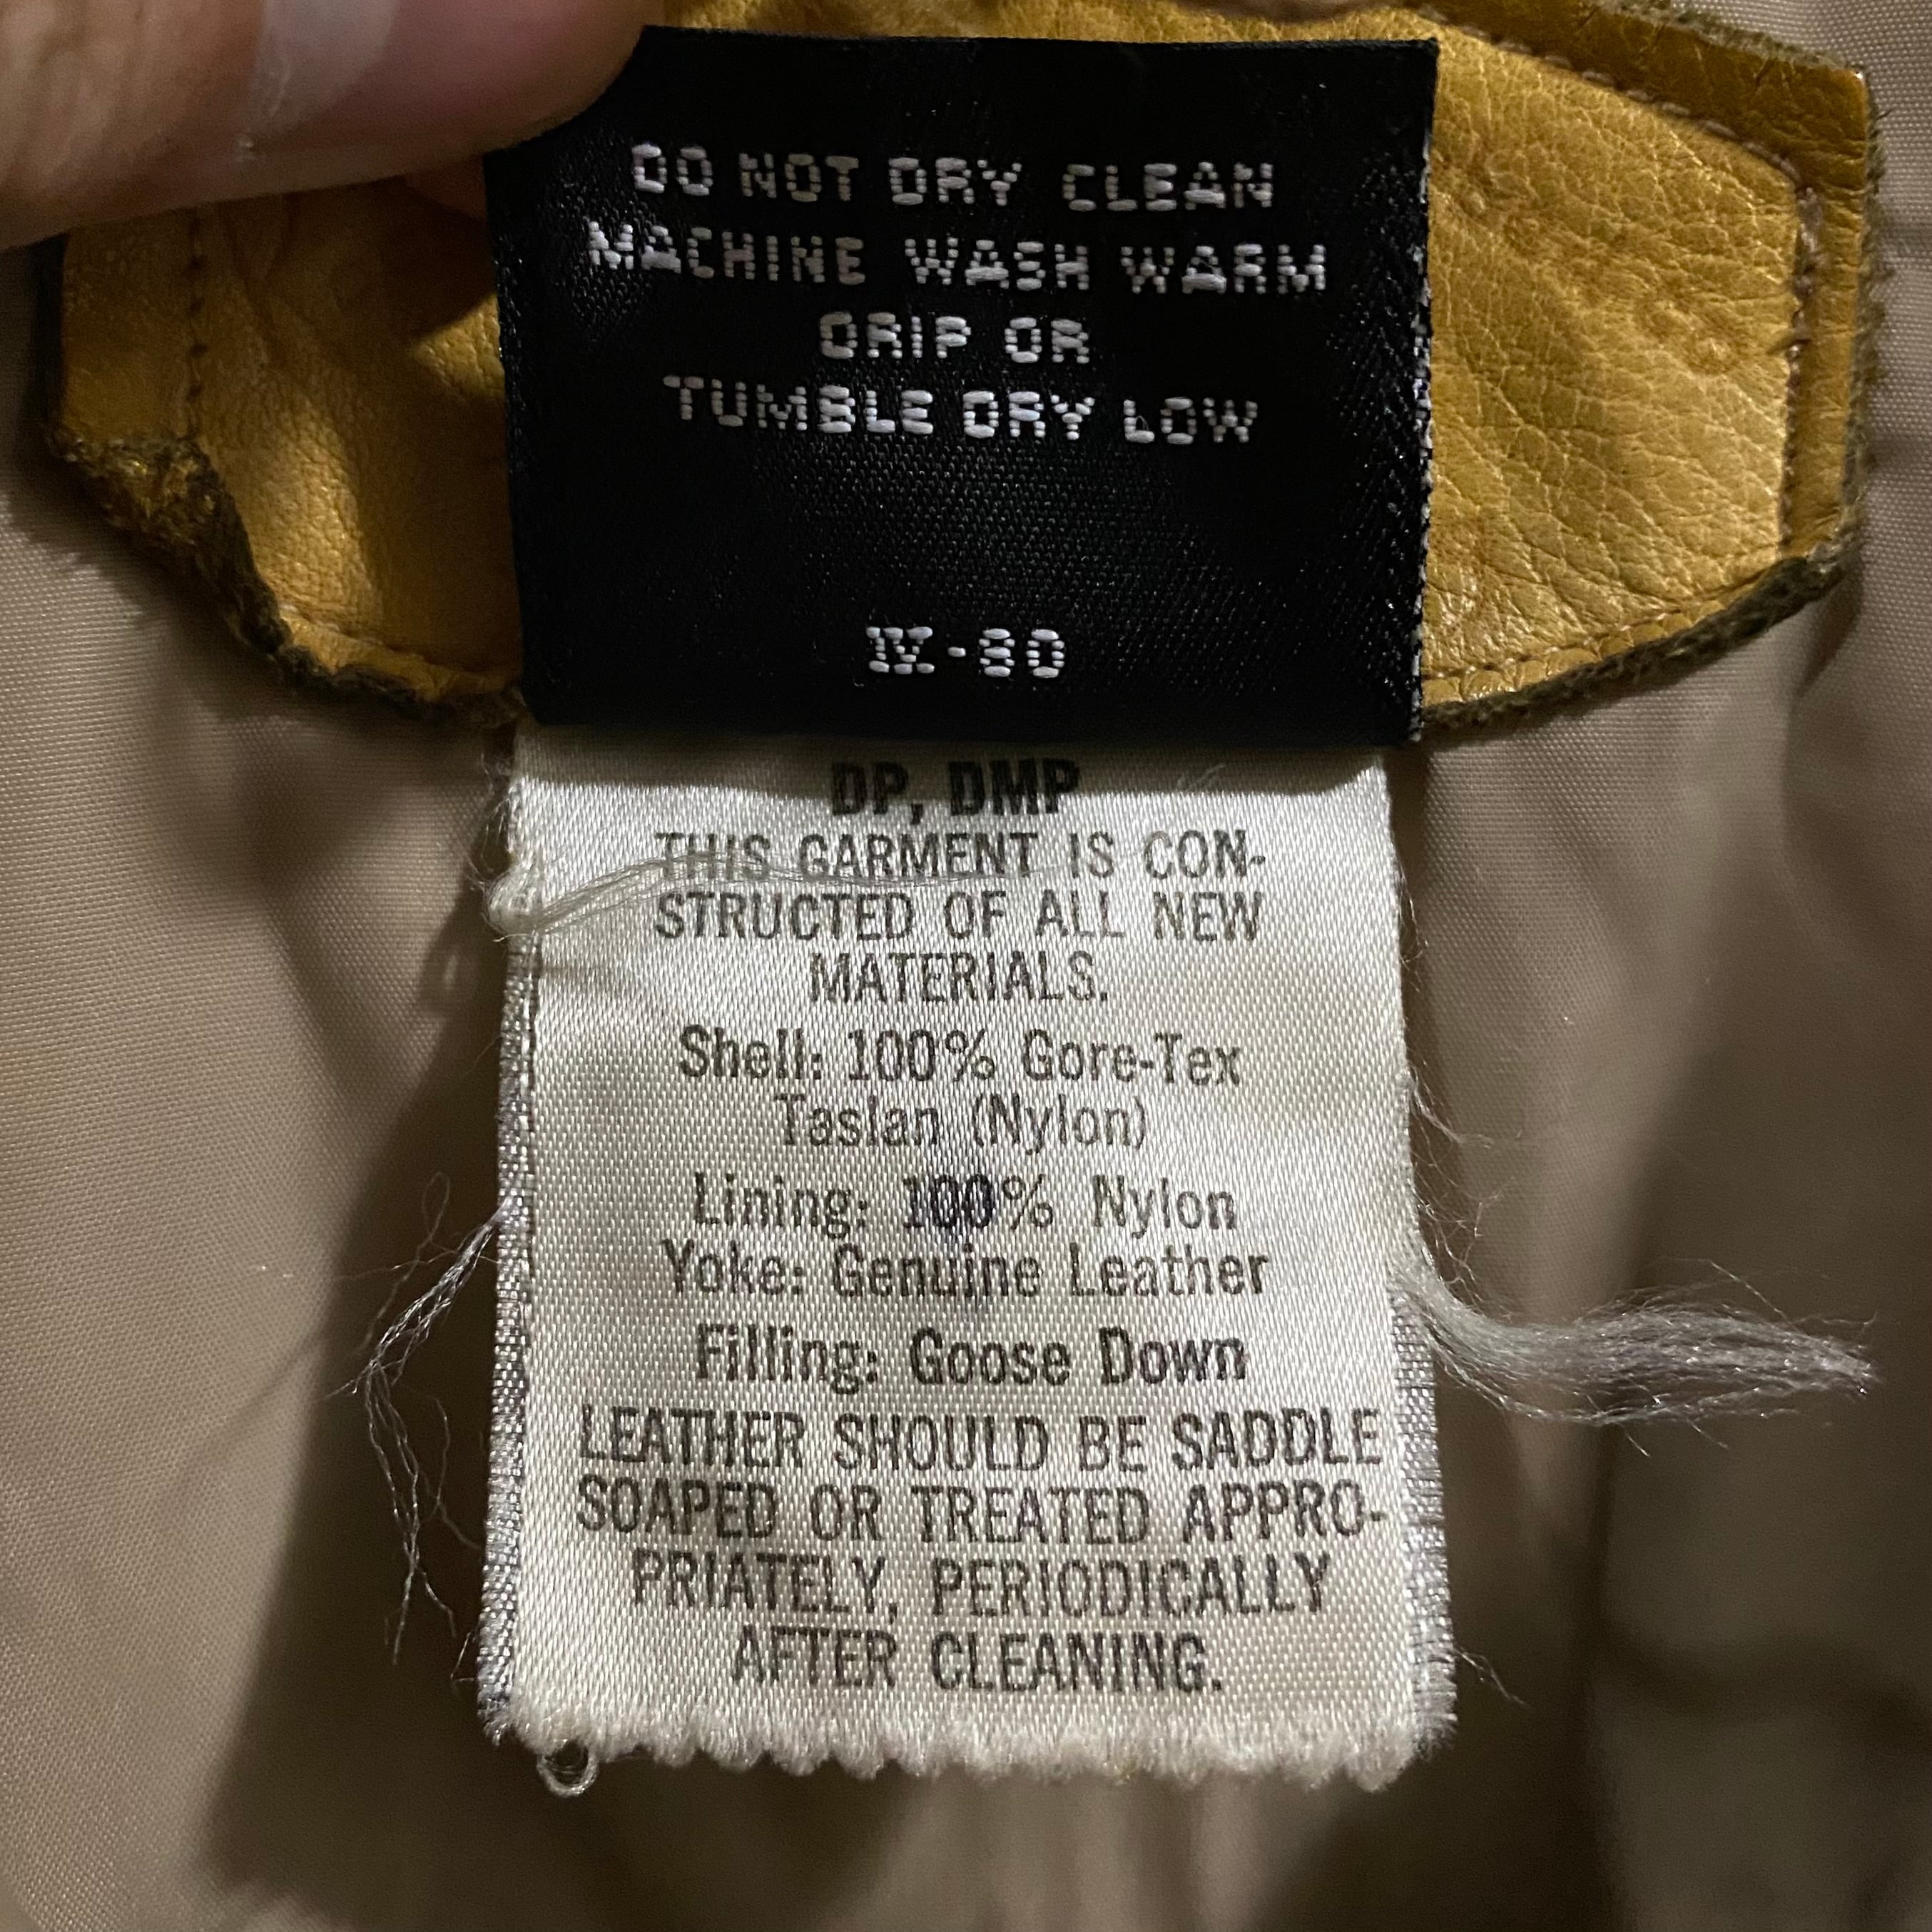 DO NOT DRY CLEAN
MACHINE WASH WARM
DRIP OR
TUMBLE DRY LOW
IX-80
DP, DMP
THIS GARMENT IS CON-
STRUCTED OF ALL NEW
MATERIALS.
Shell: 100% Gore-Tex
Taslan (Nylon)
Lining: 100% Nylon
Yoke: Genuine Leather
Filling: Goose Down
LEATHER SHOULD BE SADDLE
SOAPED OR TREATED APPRO-
PRIATELY, PERIODICALLY
AFTER CLEANING.